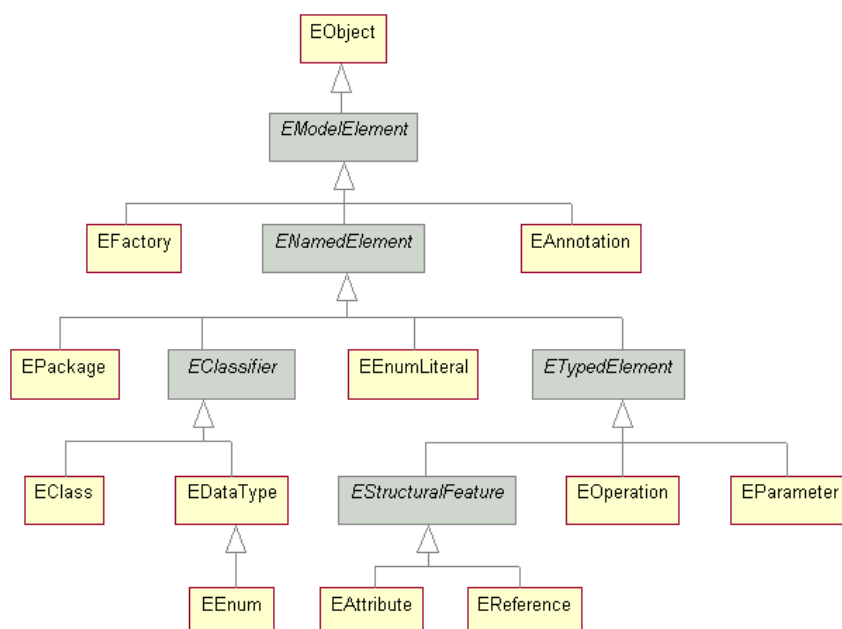 EObject
EModelElement
EFactory
ENamedElement
EAnnotation
EPackage
EClassifier
EEnumLiteral
ETypedElement
EClass
EDataType
EStructuralFeature
EOperation
EParameter
EEnum
EAttribute
EReference